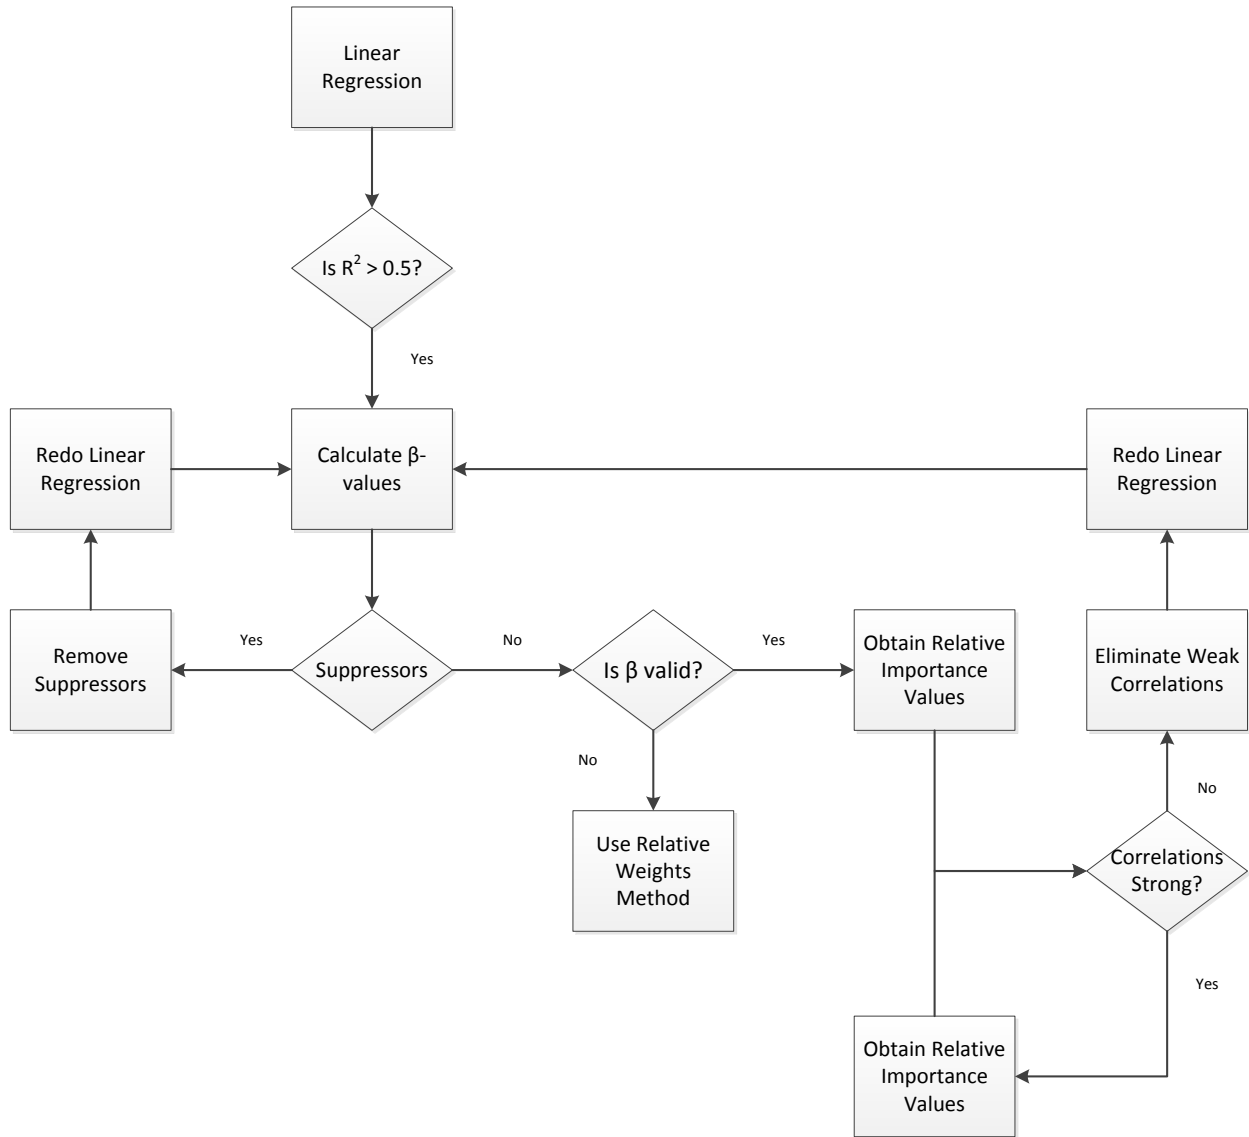 Linear
Regression
Is R² > 0.5?
Yes
Redo Linear
Regression
Calculate β-
values
Redo Linear
Regression
Remove
Suppressors
Yes
Suppressors
No
Is β valid?
Yes
Obtain Relative
Importance
Values
Eliminate Weak
Correlations
No
No
Use Relative
Weights
Method
Correlations
Strong?
Yes
Obtain Relative
Importance
Values